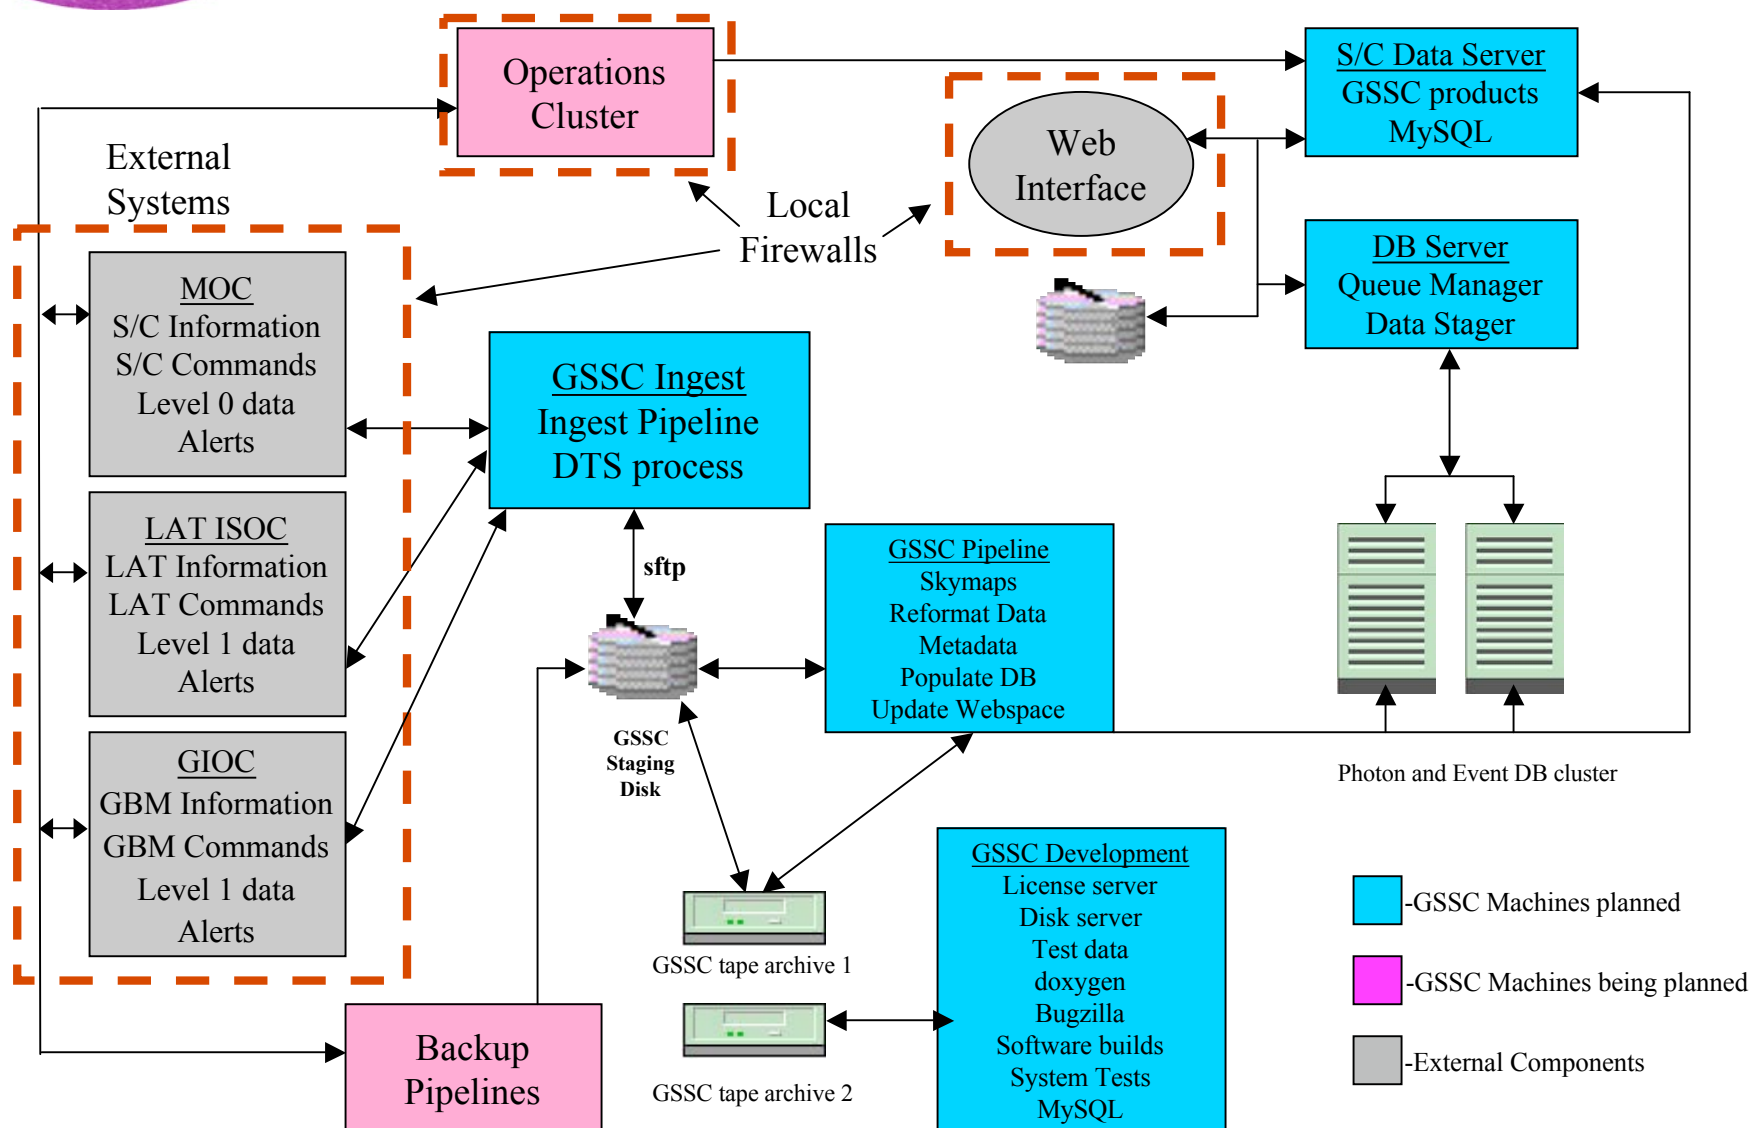 Operations
Cluster
S/C Data Server
GSSC products
MySQL
Web
Interface
External
Systems
Local
Firewalls
DB Server
Queue Manager
Data Stager
MOC
S/C Information
S/C Commands
Level 0 data
Alerts
GSSC Ingest
Ingest Pipeline
DTS process
LAT ISOC
LAT Information
LAT Commands
Level 1 data
Alerts
sftp
GSSC Pipeline
Skymaps
Reformat Data
Metadata
Populate DB
Update Webspace
GSSC
Staging
Disk
GIOC
GBM Information
GBM Commands
Level 1 data
Alerts
Photon and Event DB cluster
GSSC tape archive 1
GSSC tape archive 2
GSSC Development
License server
Disk server
Test data
doxygen
Bugzilla
Software builds
System Tests
MySQL
Backup
Pipelines
-GSSC Machines planned
-GSSC Machines being planned
-External Components